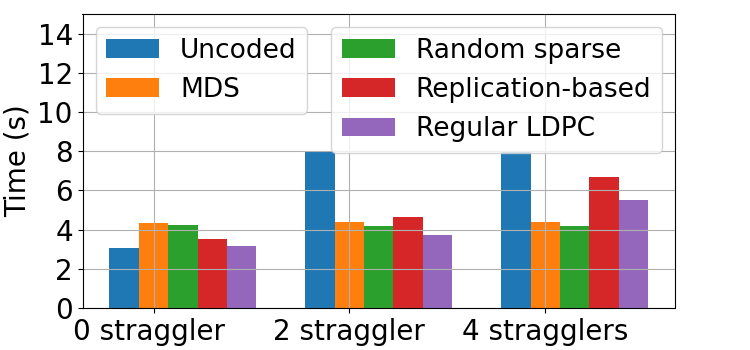 14
12
10
8
6
4
2
0
Time (s)
Uncoded
MDS
Random sparse
Replication-based
Regular LDPC
0 straggler
2 straggler
4 stragglers